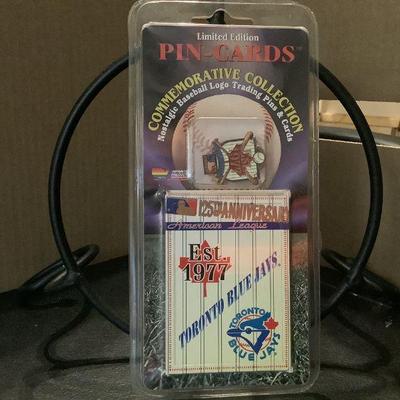 Limited Edition
PIN-CARDS™
COMMEMORATIVE COLLECTION
Nostalgic Baseball Logo Trading Pins & Cards
125th ANNIVERSARY
American League
Est.
1977
TORONTO BLUE JAYS.
TORONTO
BLUE JAYS